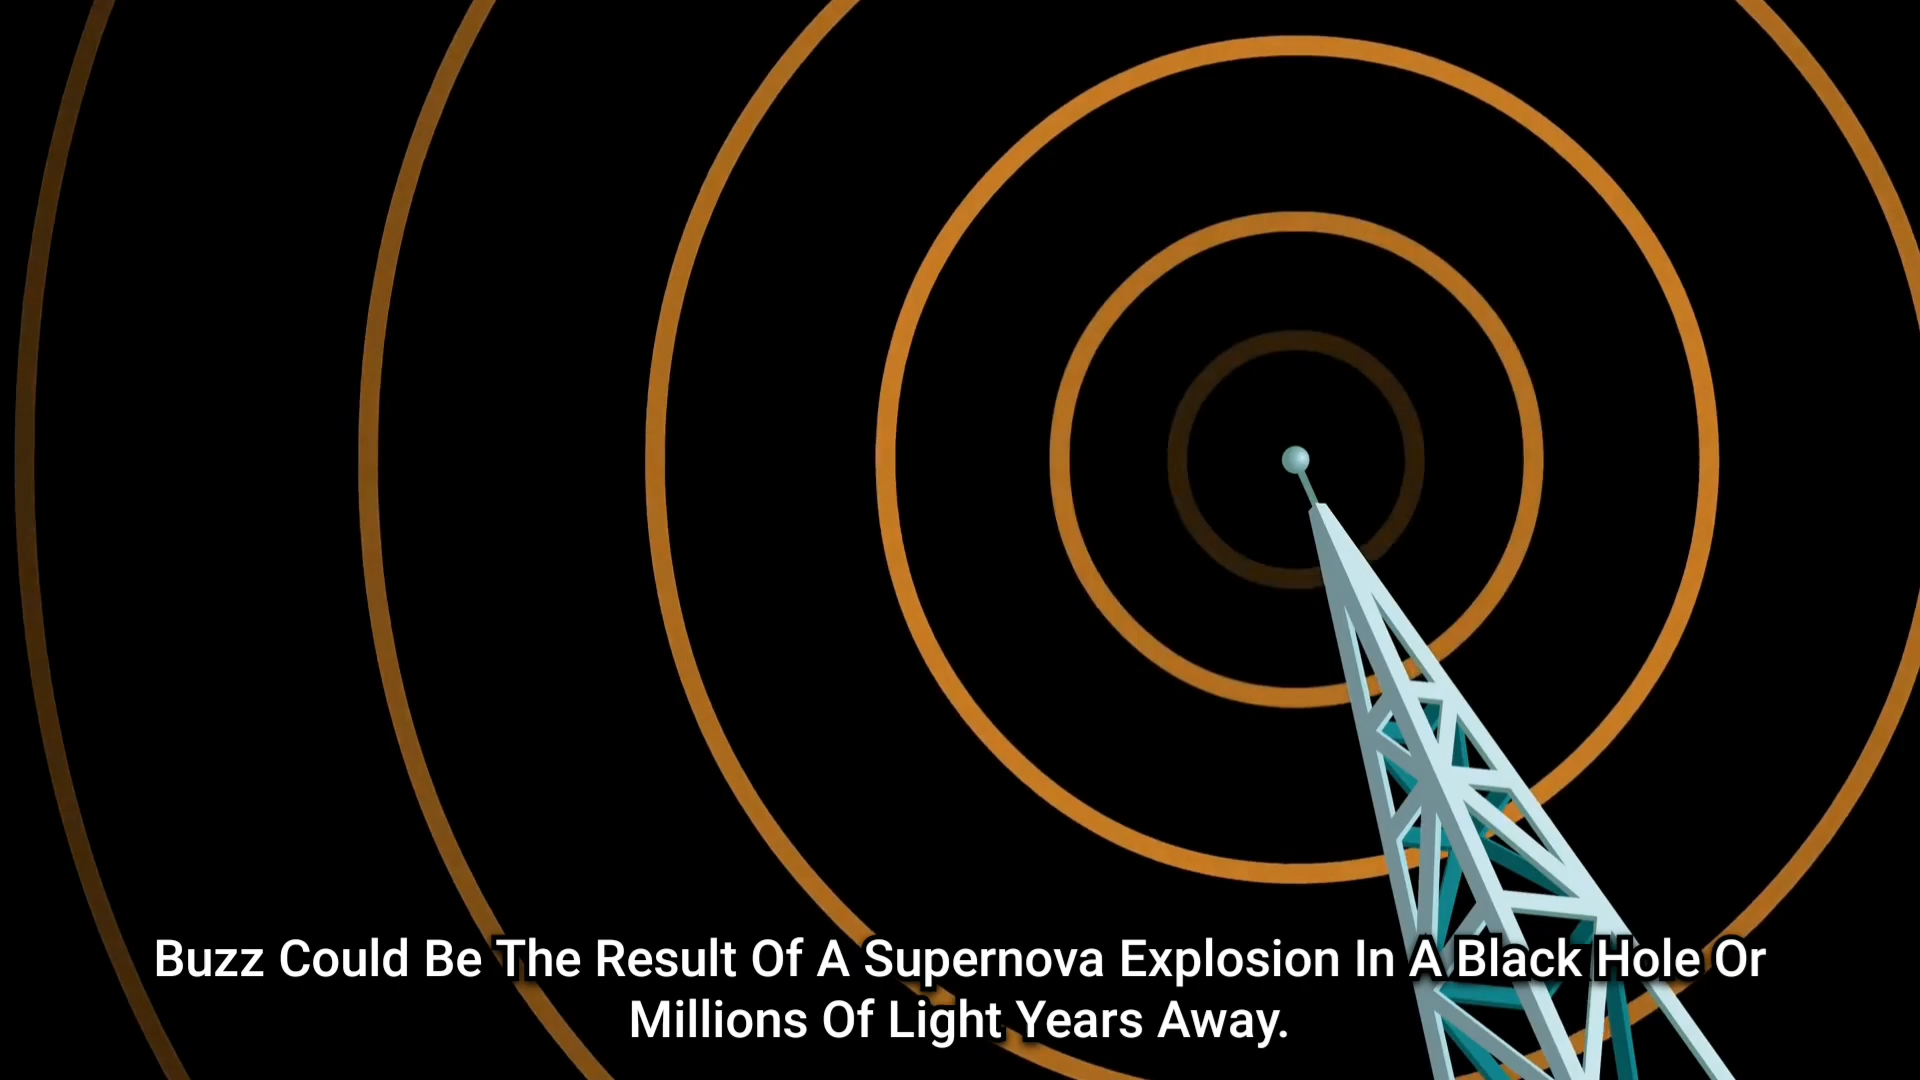 Buzz Could Be The Result Of A Supernova Explosion In A Black Hole Or
Millions Of Light Years Away.